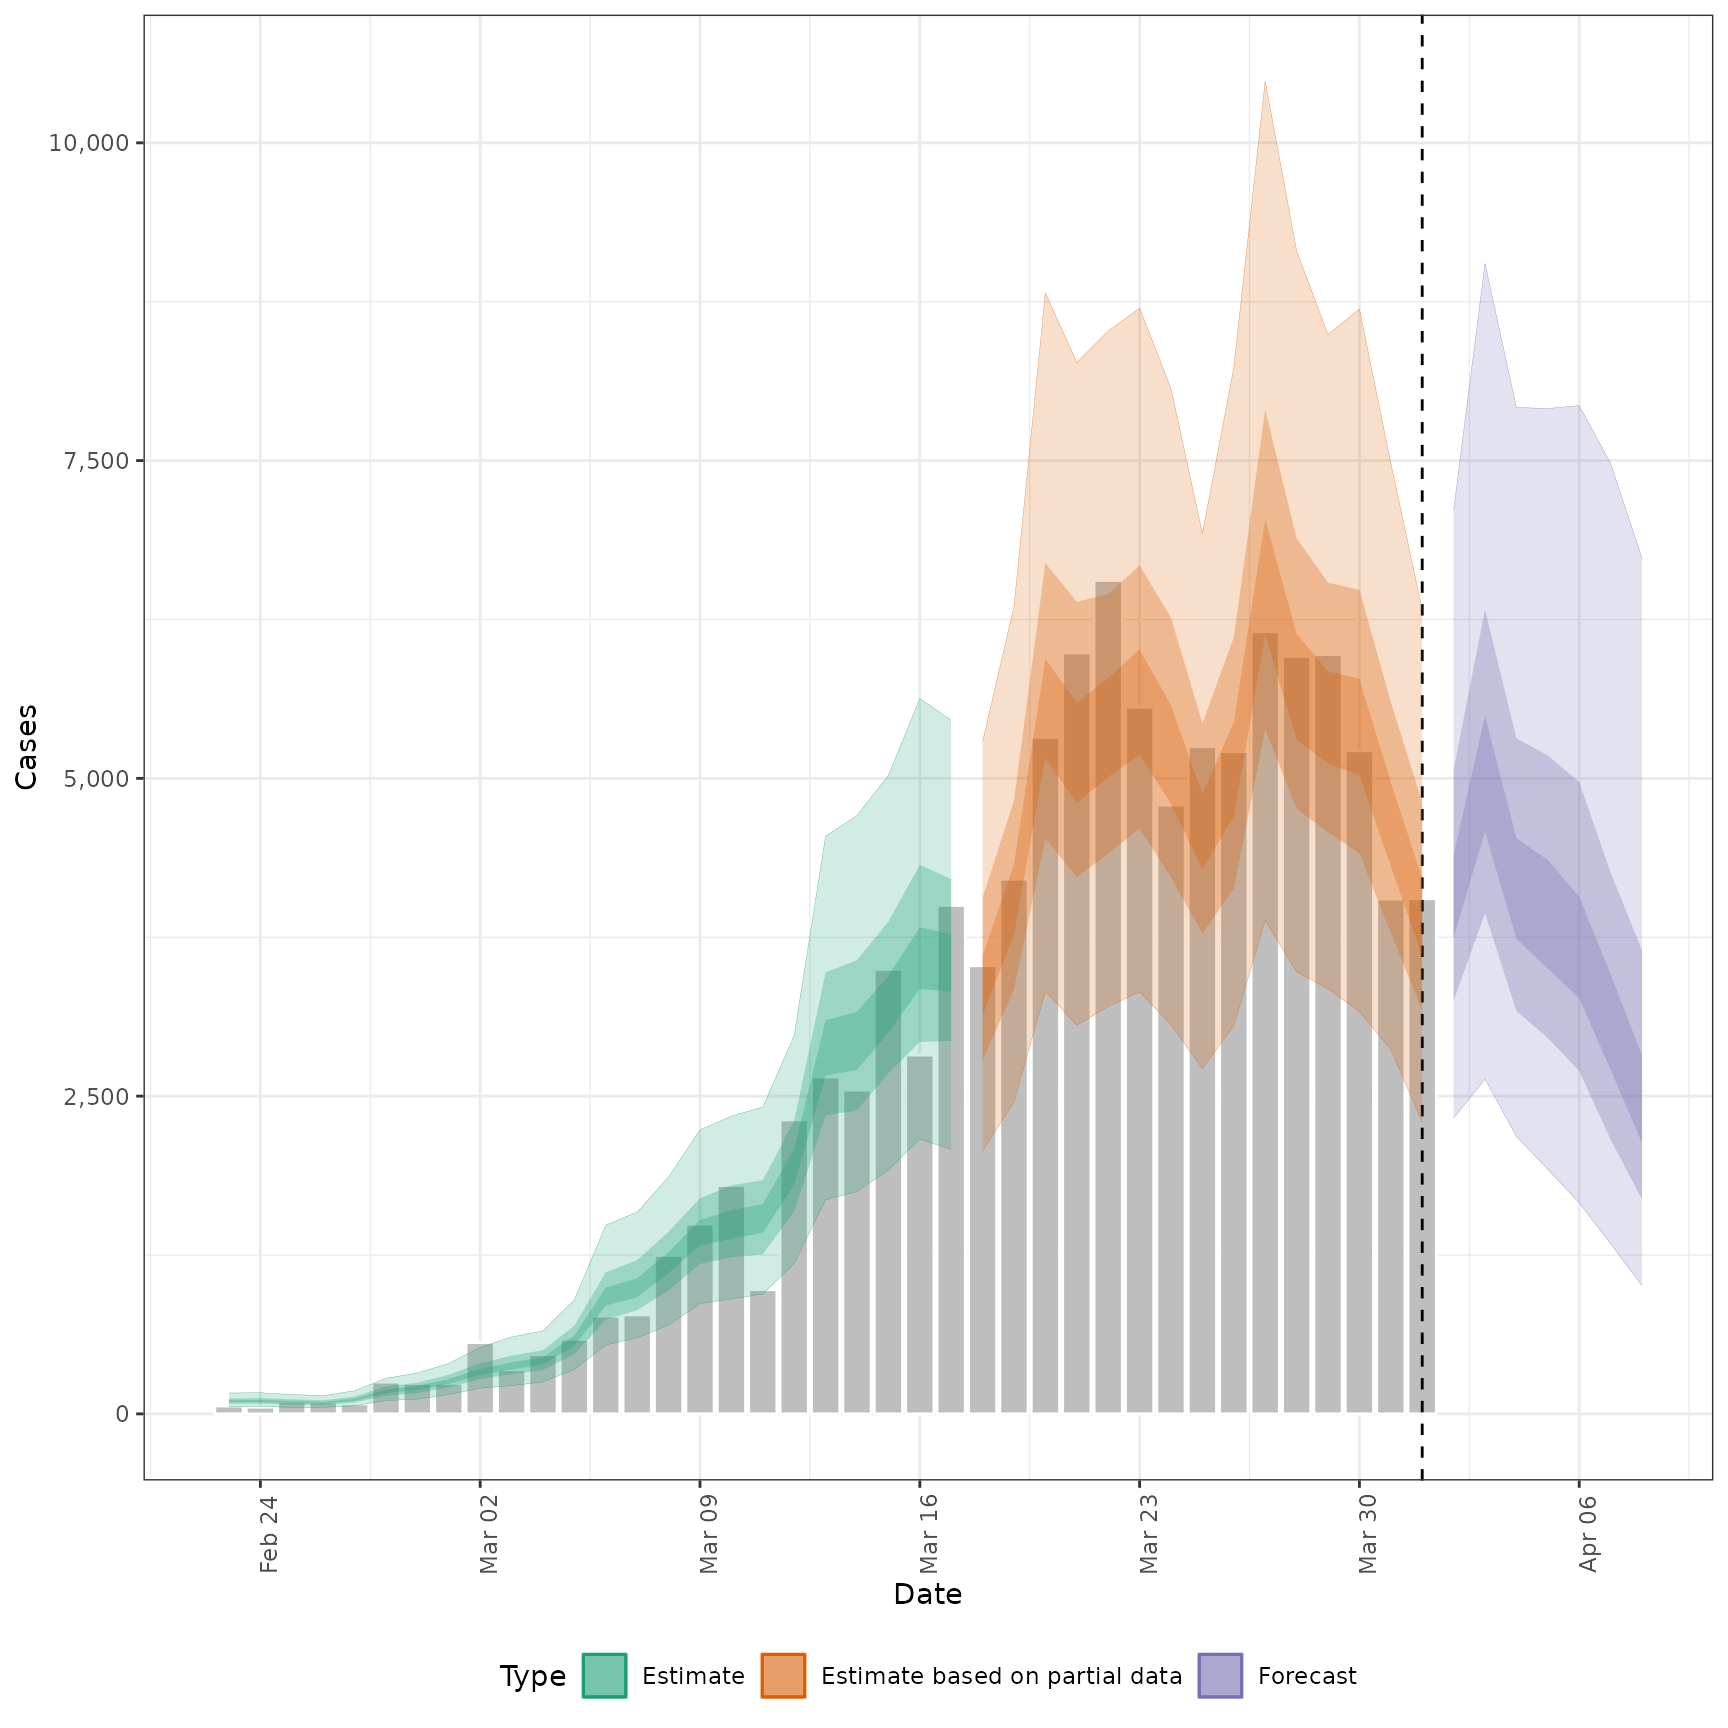 10,000
7,500
5,000
2,500
0
Cases
Feb 24
Mar 02
Mar 09
Mar 16
Mar 23
Mar 30
Apr 06
Date
Type Estimate Estimate based on partial data Forecast